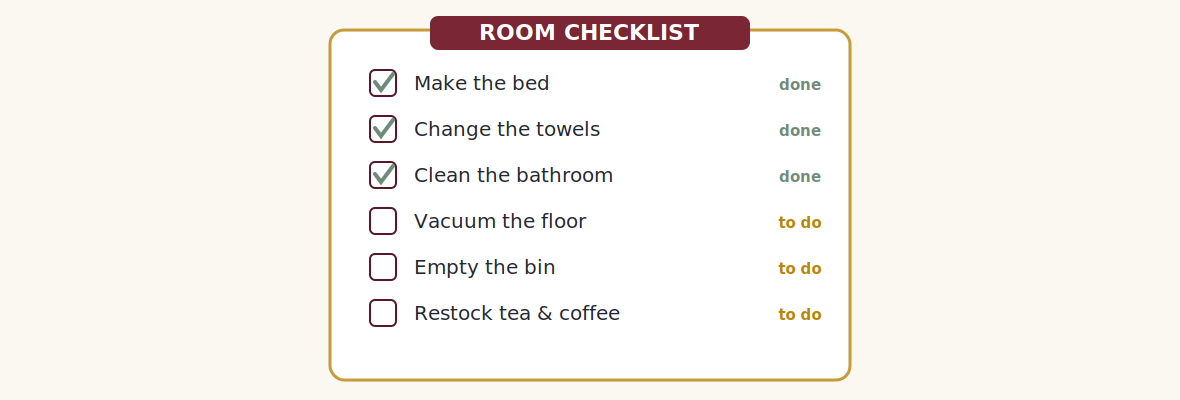 ROOM CHECKLIST
Make the bed done
Change the towels done
Clean the bathroom done
Vacuum the floor to do
Empty the bin to do
Restock tea & coffee to do